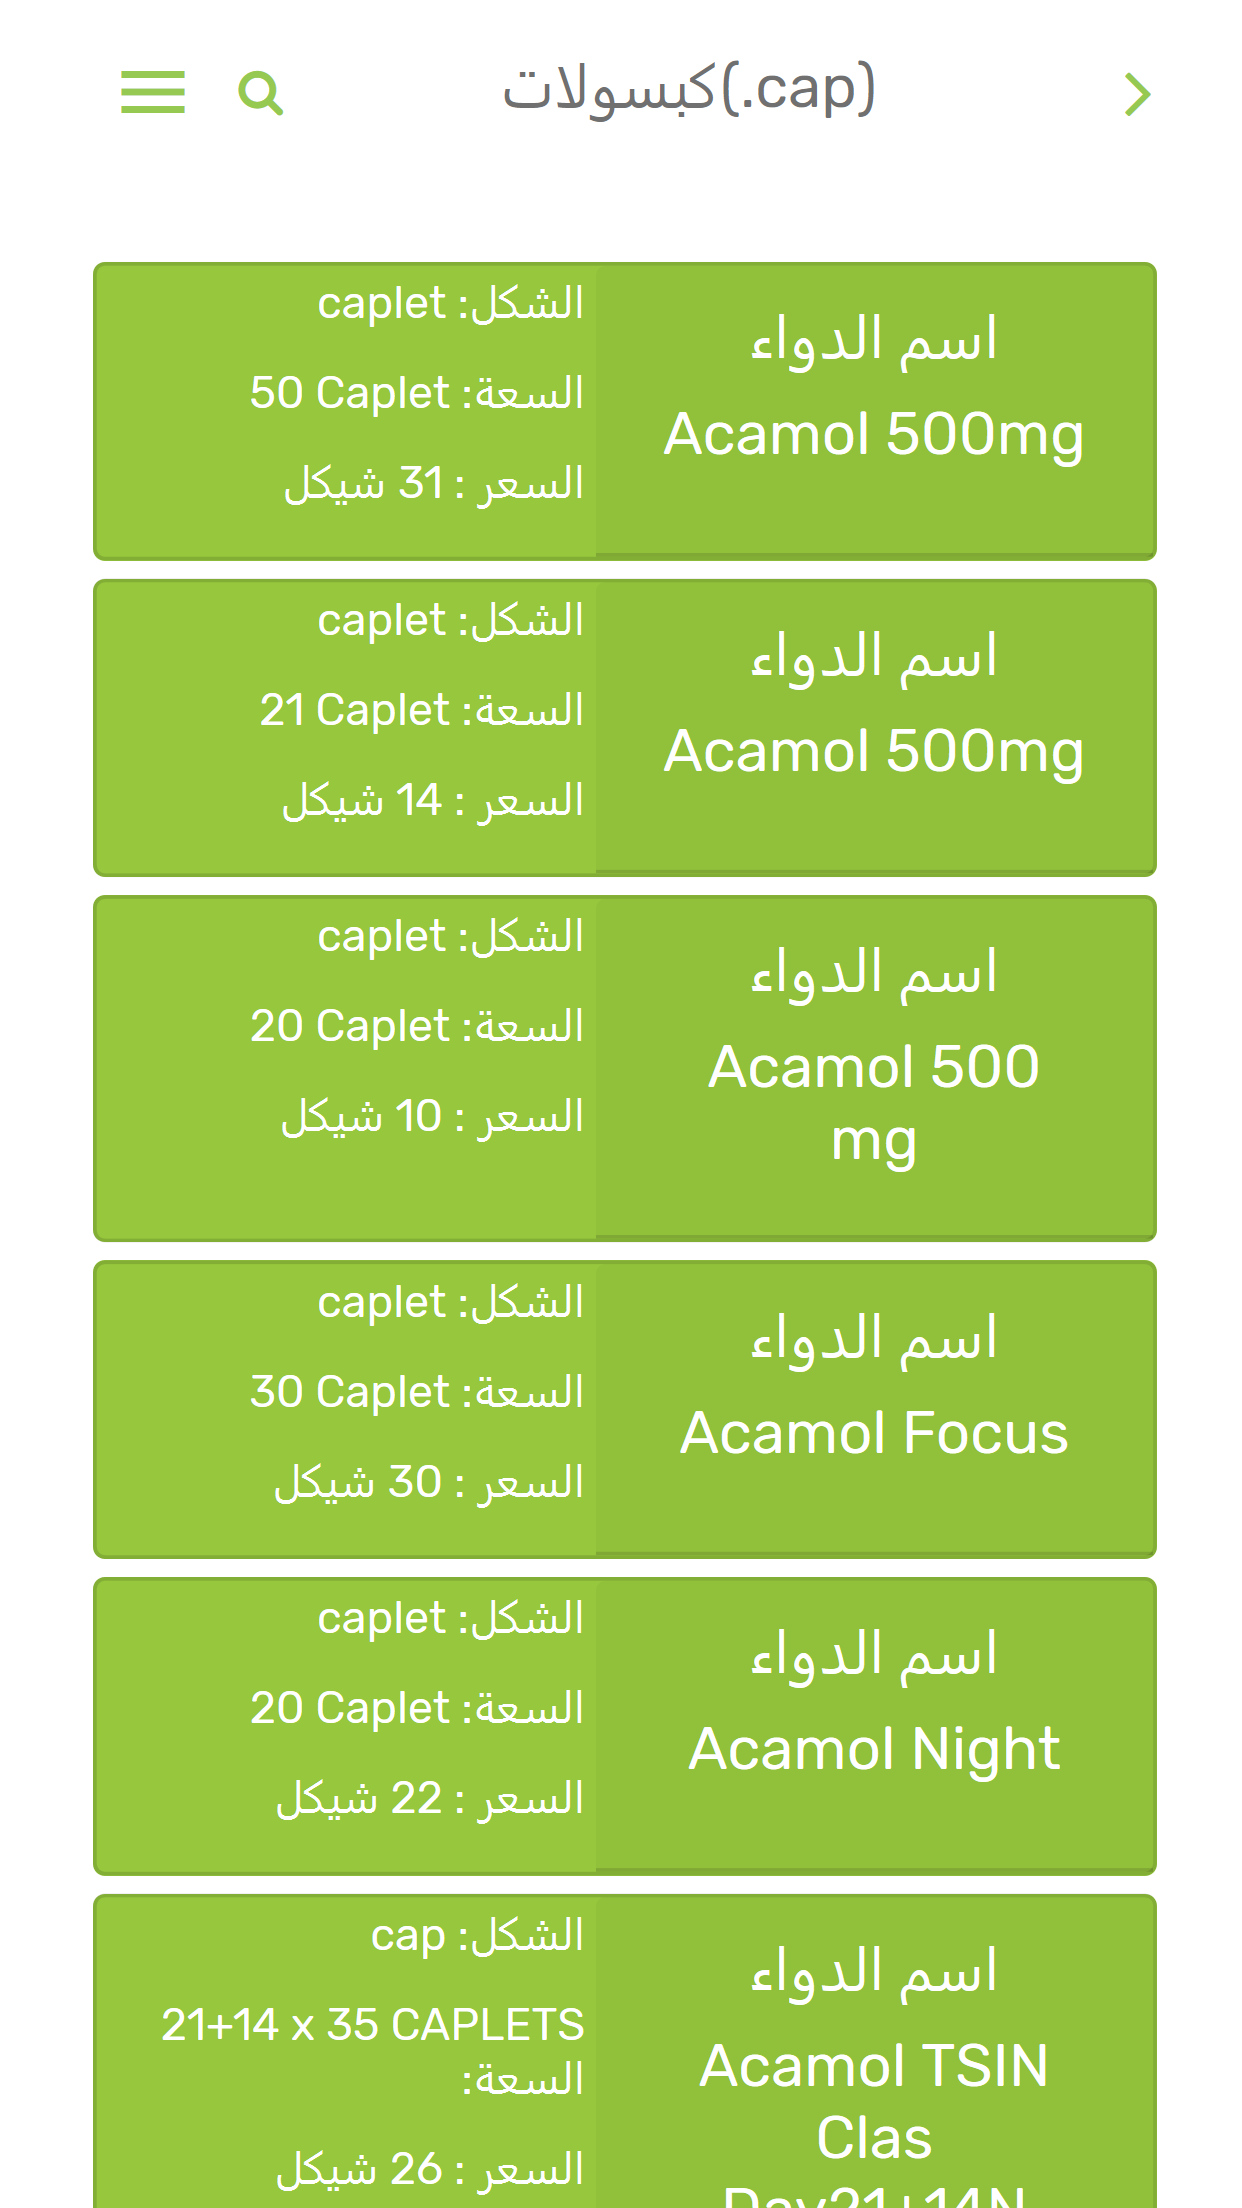 كبسولات(.cap)
اسم الدواء
Acamol 500mg
الشكل: caplet
السعة: 50 Caplet
السعر : 31 شيكل
اسم الدواء
Acamol 500mg
الشكل: caplet
السعة: 21 Caplet
السعر : 14 شيكل
اسم الدواء
Acamol 500
mg
الشكل: caplet
السعة: 20 Caplet
السعر : 10 شيكل
اسم الدواء
Acamol Focus
الشكل: caplet
السعة: 30 Caplet
السعر : 30 شيكل
اسم الدواء
Acamol Night
الشكل: caplet
السعة: 20 Caplet
السعر : 22 شيكل
اسم الدواء
Acamol TSIN
Clas
Day21+14N
الشكل: cap
21+14 x 35 CAPLETS
السعة:
السعر : 26 شيكل